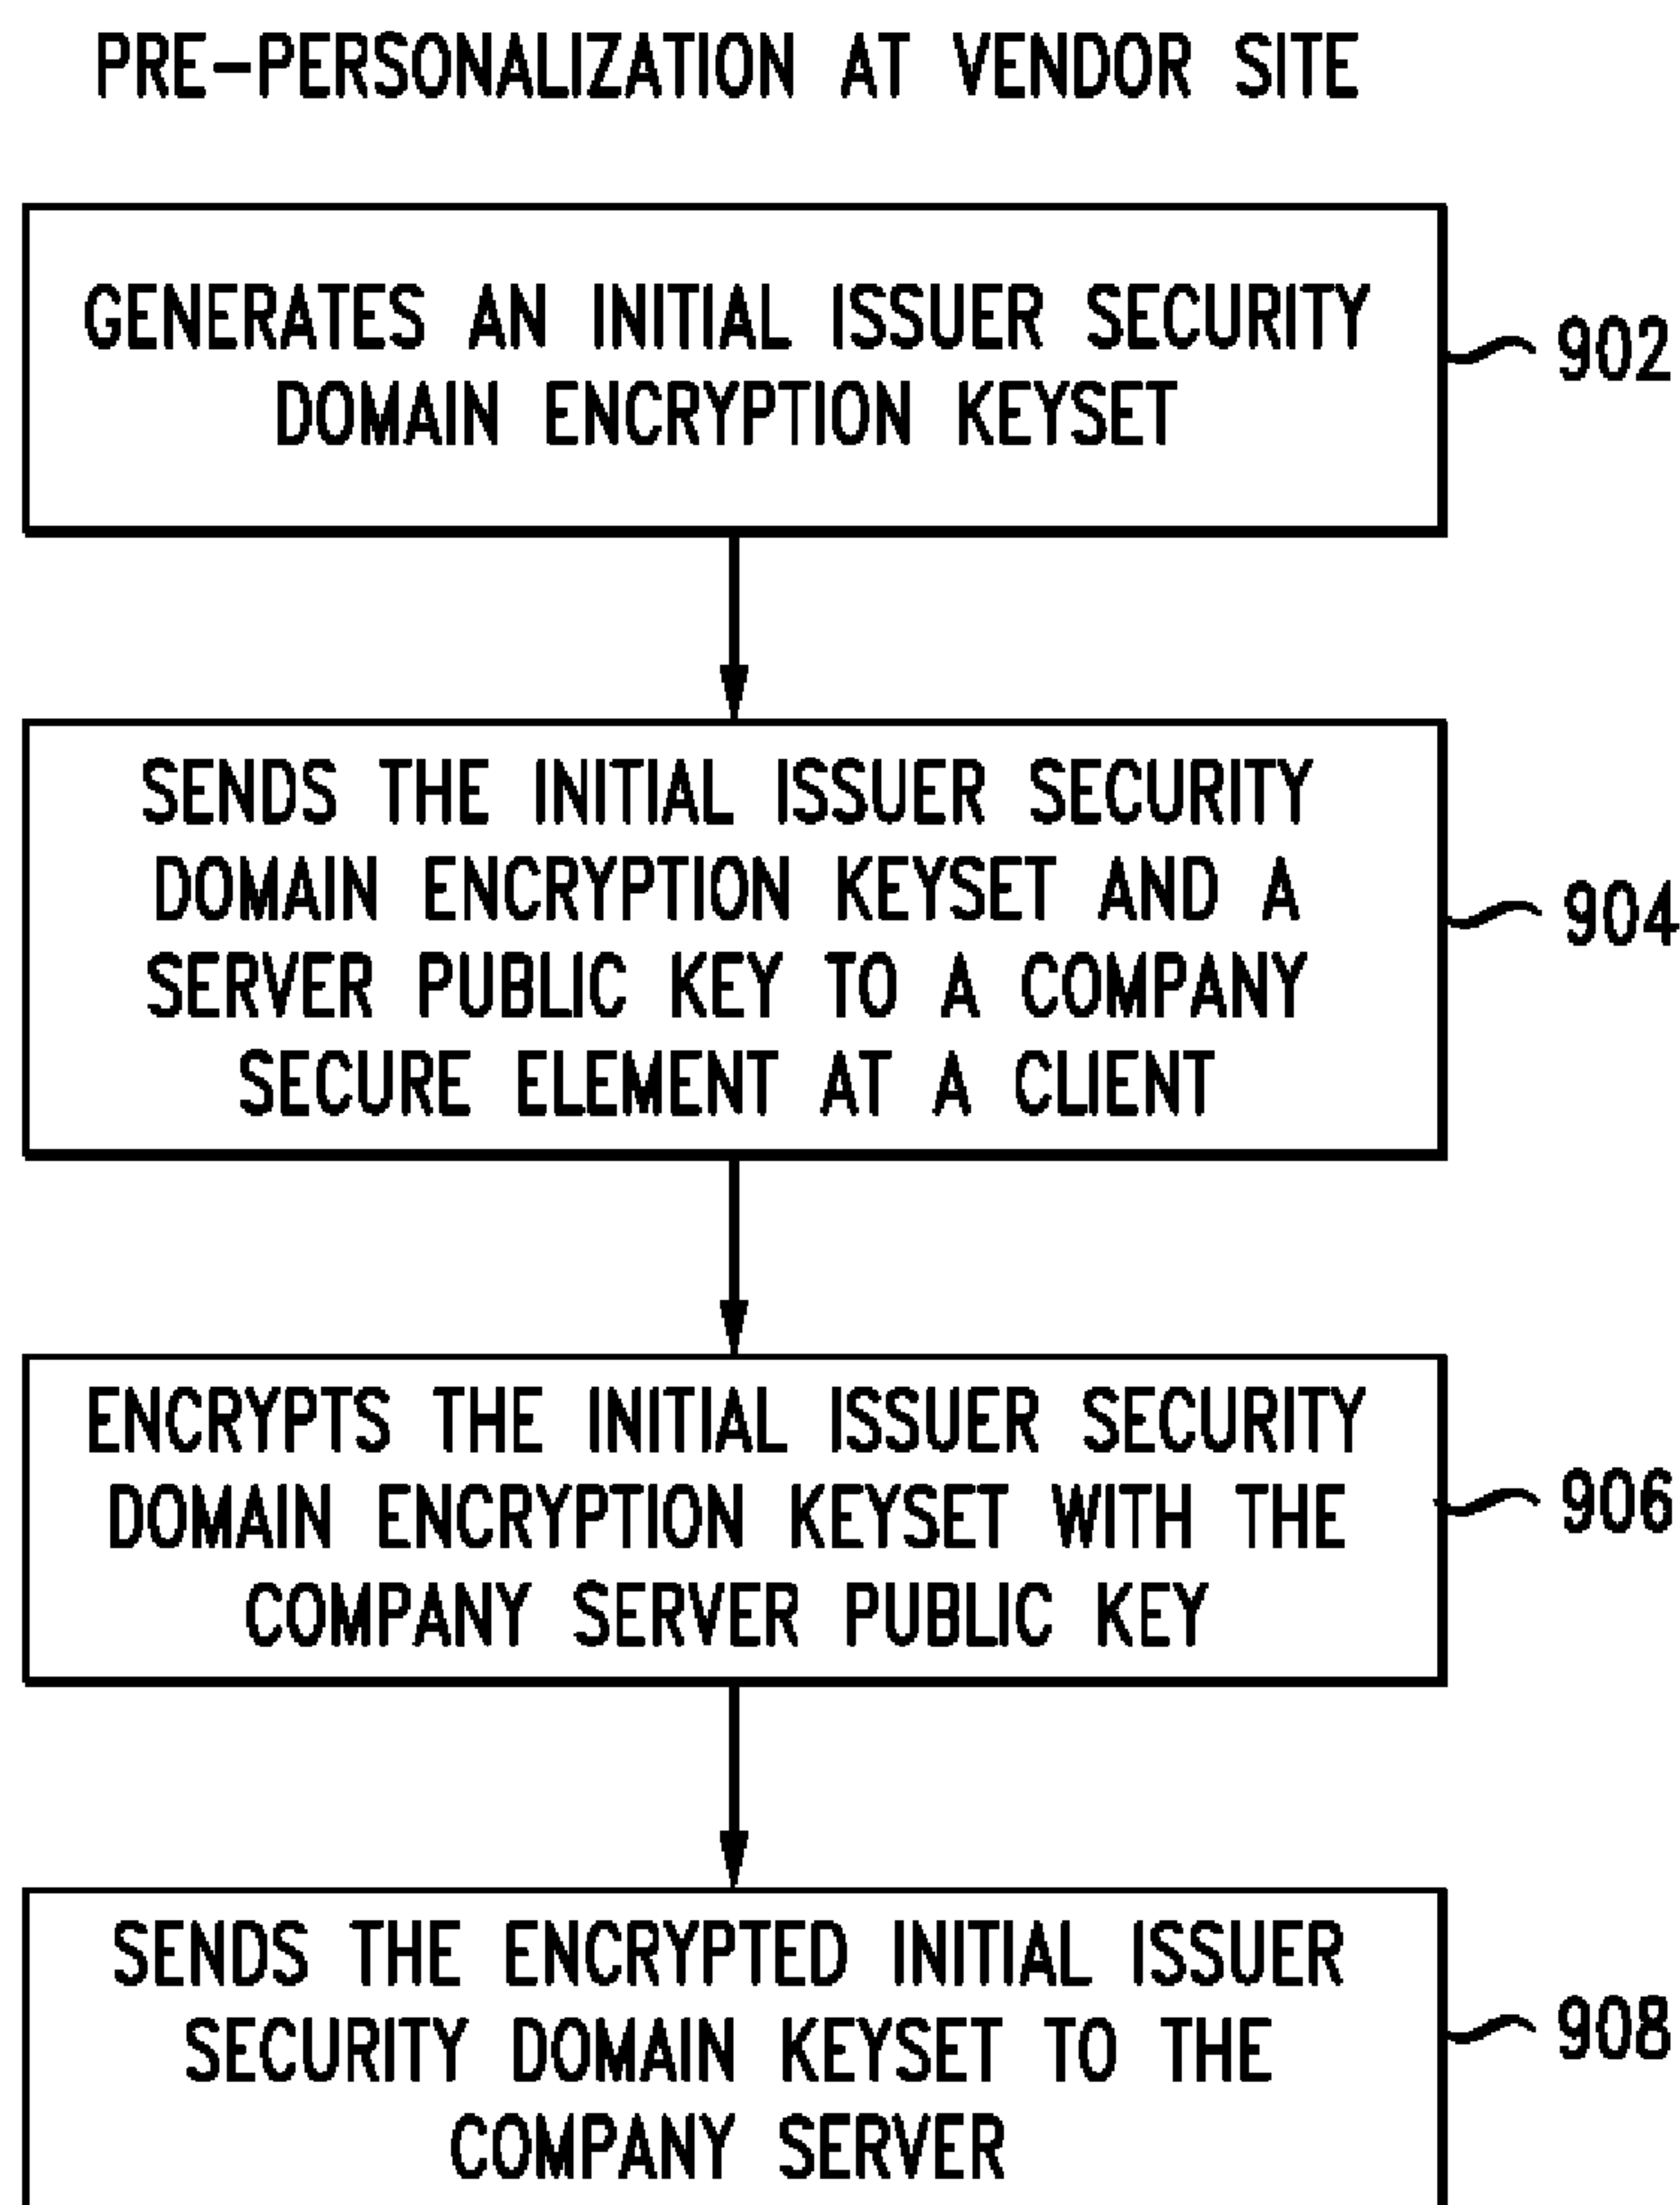 PRE-PERSONALIZATION AT VENDOR SITE
GENERATES AN INITIAL ISSUER SECURITY
DOMAIN ENCRYPTION KEYSET
902
SENDS THE INITIAL ISSUER SECURITY
DOMAIN ENCRYPTION KEYSET AND A
SERVER PUBLIC KEY TO A COMPANY
SECURE ELEMENT AT A CLIENT
904
ENCRYPTS THE INITIAL ISSUER SECURITY
DOMAIN ENCRYPTION KEYSET WITH THE
COMPANY SERVER PUBLIC KEY
906
SENDS THE ENCRYPTED INITIAL ISSUER
SECURITY DOMAIN KEYSET TO THE
COMPANY SERVER
908